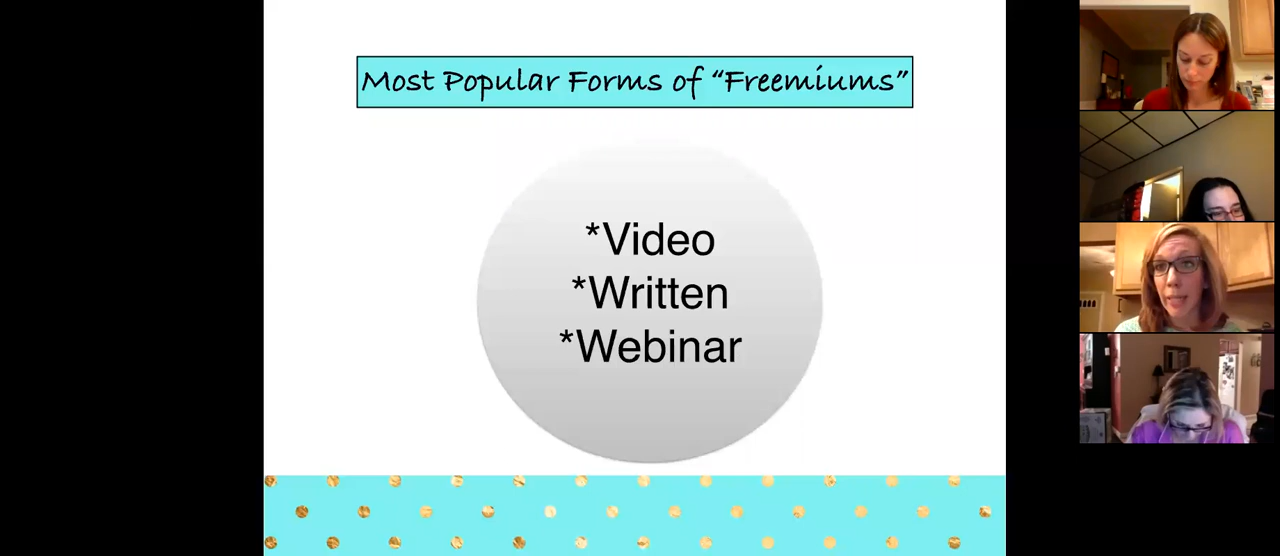 Most Popular Forms of “Freemiums”
*Video
*Written
*Webinar